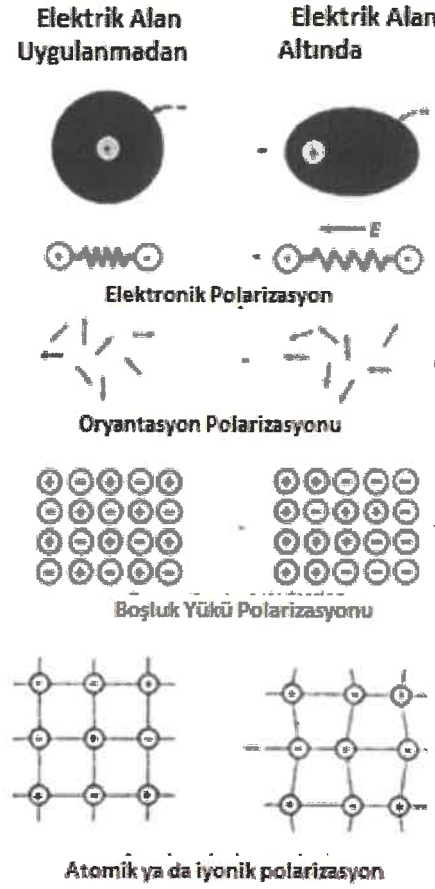 Elektrik Alan
Uygulanmadan
Elektrik Alan
Altında
E
Elektronik Polarizasyon
Oryantasyon Polarizasyonu
Boşluk Yükü Polarizasyonu
Atomik ya da iyonik polarizasyon